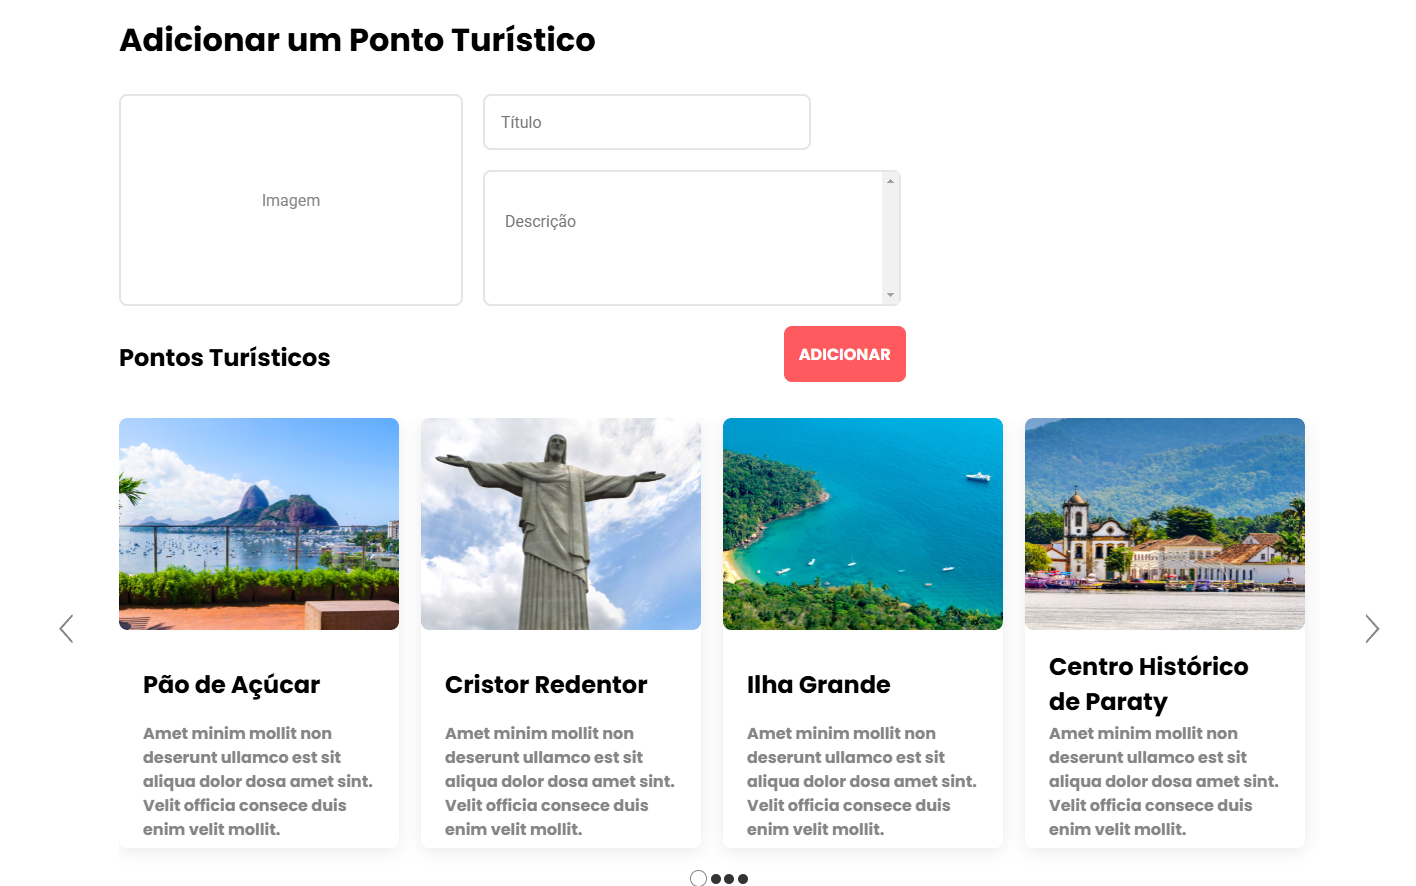 Adicionar um Ponto Turístico
Imagem
Título
Descrição
Pontos Turísticos
ADICIONAR
Pão de Açúcar
Amet minim mollit non
deserunt ullamco est sit
aliqua dolor dosa amet sint.
Velit officia consece duis
enim velit mollit.
Cristor Redentor
Amet minim mollit non
deserunt ullamco est sit
aliqua dolor dosa amet sint.
Velit officia consece duis
enim velit mollit.
Ilha Grande
Amet minim mollit non
deserunt ullamco est sit
aliqua dolor dosa amet sint.
Velit officia consece duis
enim velit mollit.
Centro Histórico
de Paraty
Amet minim mollit non
deserunt ullamco est sit
aliqua dolor dosa amet sint.
Velit officia consece duis
enim velit mollit.